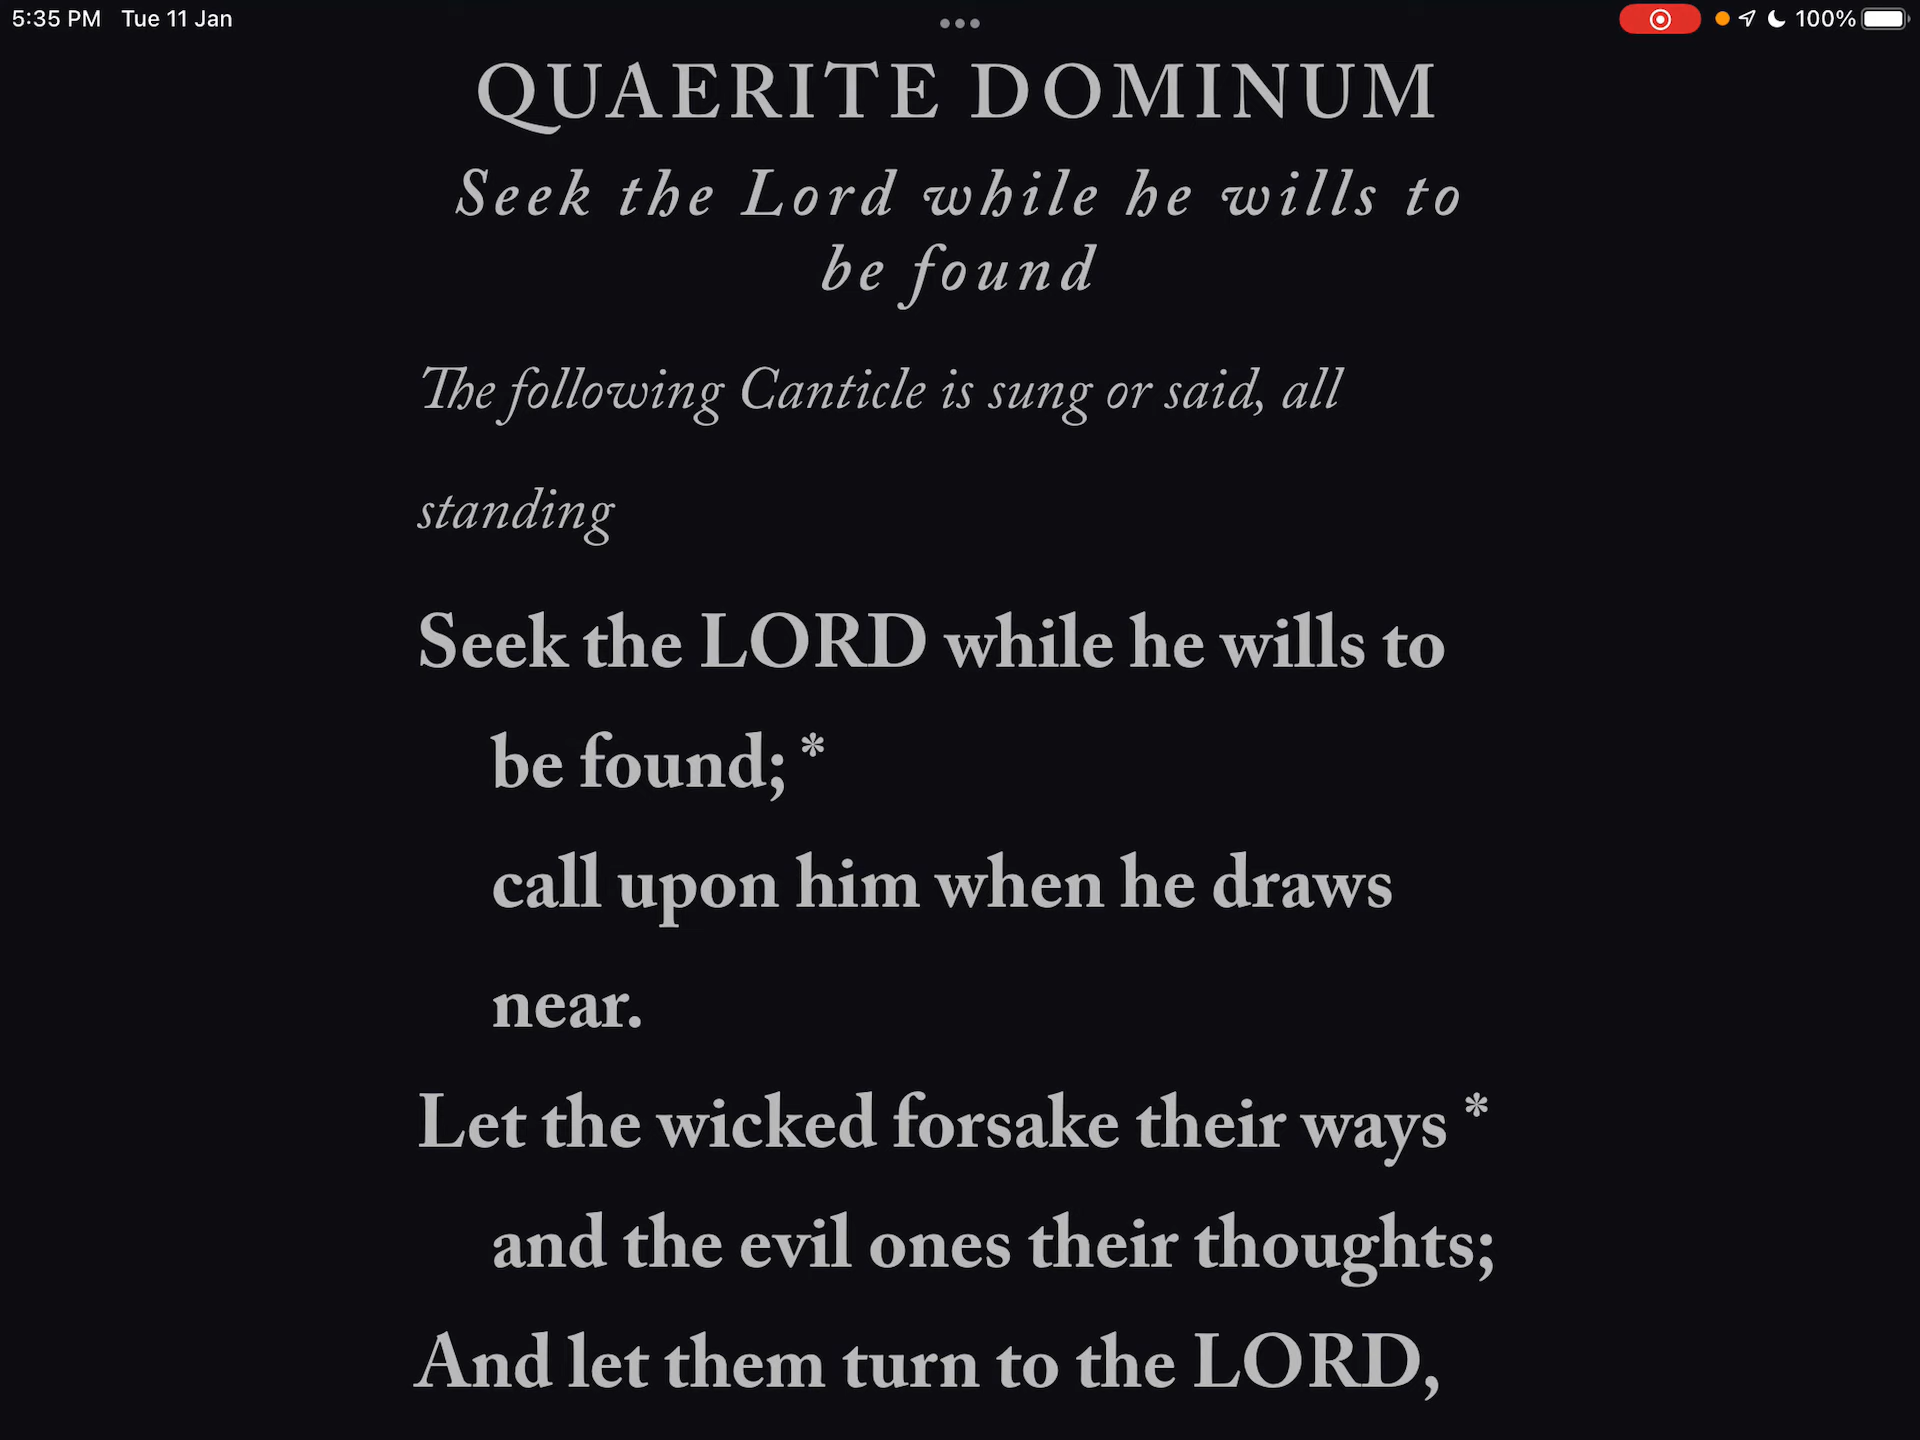 5:35 PM Tue 11 Jan
100%
QUAERITE DOMINUM
Seek the Lord while he wills to
be found
The following Canticle is sung or said, all
standing
Seek the LORD while he wills to
be found; *
call upon him when he draws
near.
Let the wicked forsake their ways *
and the evil ones their thoughts;
And let them turn to the LORD,